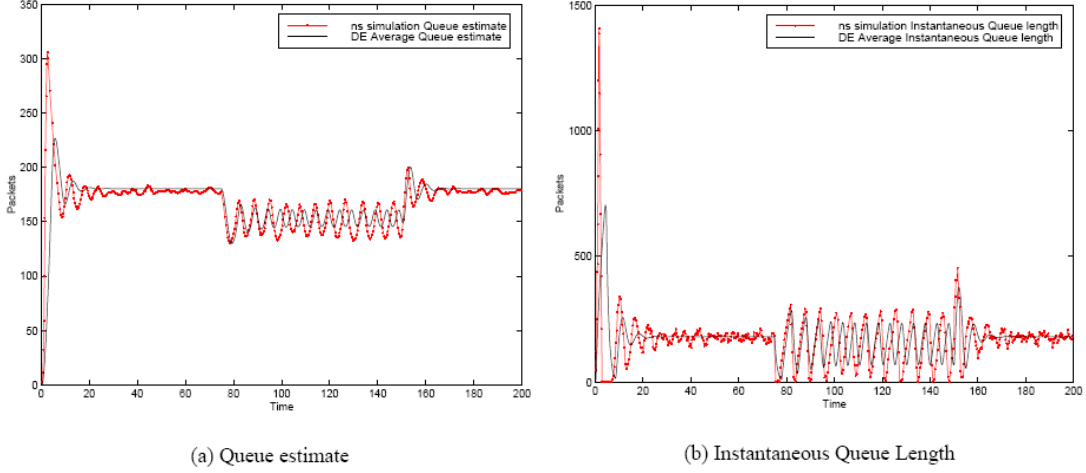 350
300
250
200
150
100
50
0
Packets
0 20 40 60 80 100 120 140 160 180 200
Time
ns simulation Queue estimate
DE Average Queue estimate
(a) Queue estimate
1500
1000
500
0
Packets
0 20 40 60 80 100 120 140 160 180 200
Time
ns simulation Instantaneous Queue length
DE Average Instantaneous Queue length
(b) Instantaneous Queue Length